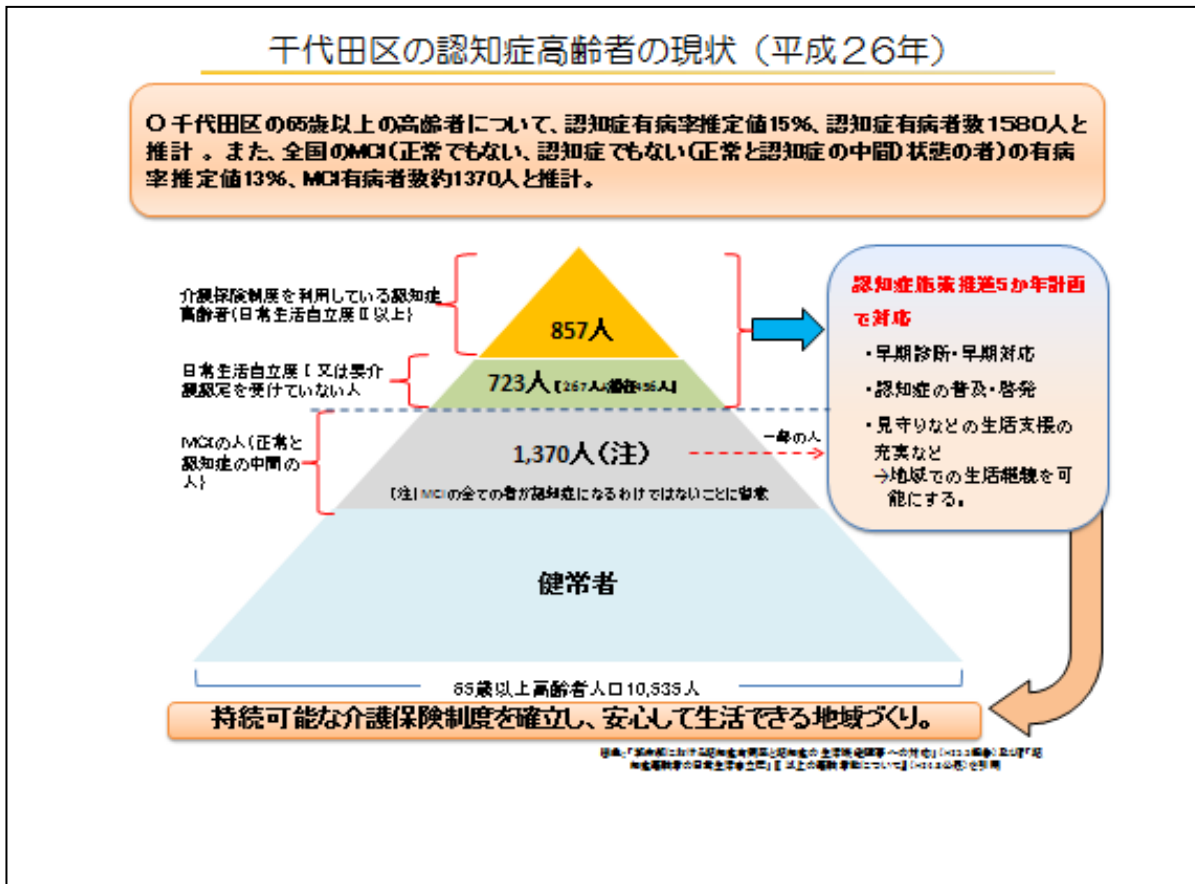 千代田区の認知症高齢者の現状（平成２６年）
○ 千代田区の65歳以上の高齢者について、認知症有病率推定値15%、認知症有病者数1580人と
推計 。また、全国のMCI（正常でもない、認知症でもない（正常と認知症の中間）状態の者）の有病
率推定値13%、MCI有病者数約1370人と推計。
介護保険制度を利用している認知症
高齢者（日常生活自立度Ⅱ以上）
857人
日常生活自立度Ⅰ又は要介
護認定を受けていない人
723人【267人
456人】
MCIの人（正常と
認知症の中間の
人）
1,370人（注）
一部の人
（注）MCIの全ての者が認知症になるわけではないことに留意
健常者
65歳以上高齢者人口10,535人
認知症施策推進5か年計画
で対応
・早期診断・早期対応
・認知症の普及・啓発
・見守りなどの生活支援の
充実など
→地域での生活継続を可
能にする。
持続可能な介護保険制度を確立し、安心して生活できる地域づくり。